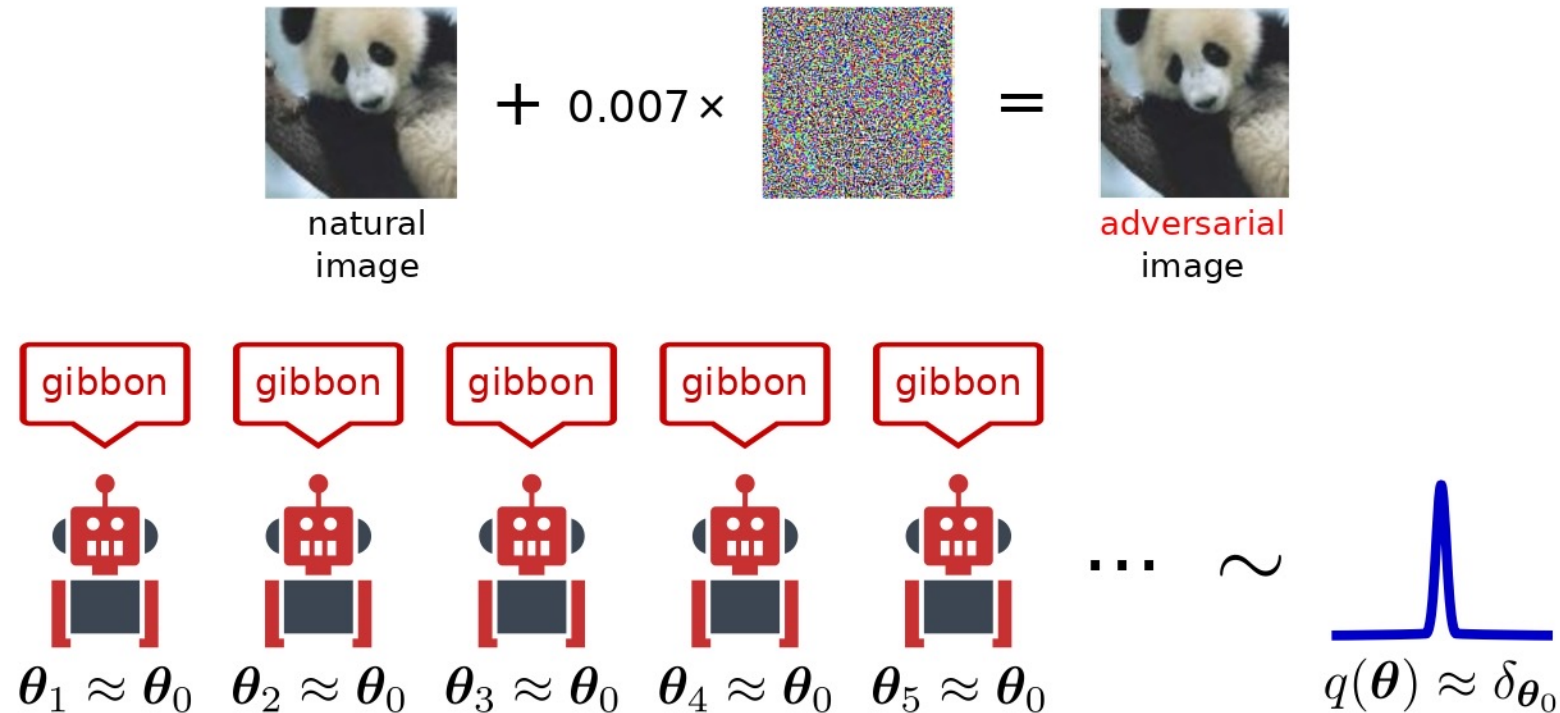 + 0.007 × =
natural
image
adversarial
image
gibbon gibbon gibbon gibbon gibbon
... ∼
θ₁ ≈ θ₀ θ₂ ≈ θ₀ θ₃ ≈ θ₀ θ₄ ≈ θ₀ θ₅ ≈ θ₀ q(θ) ≈ δ_θ₀